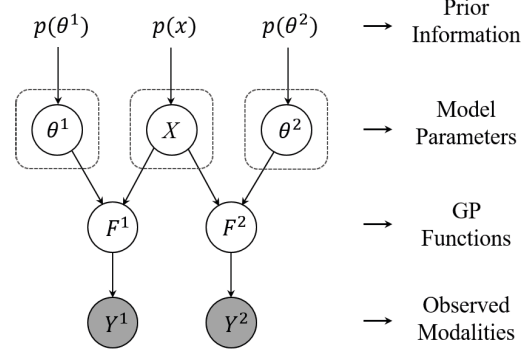 p(θ¹) p(x) p(θ²) → Prior
Information
θ¹ X θ² → Model
Parameters
F¹ F² → GP
Functions
Y¹ Y² → Observed
Modalities